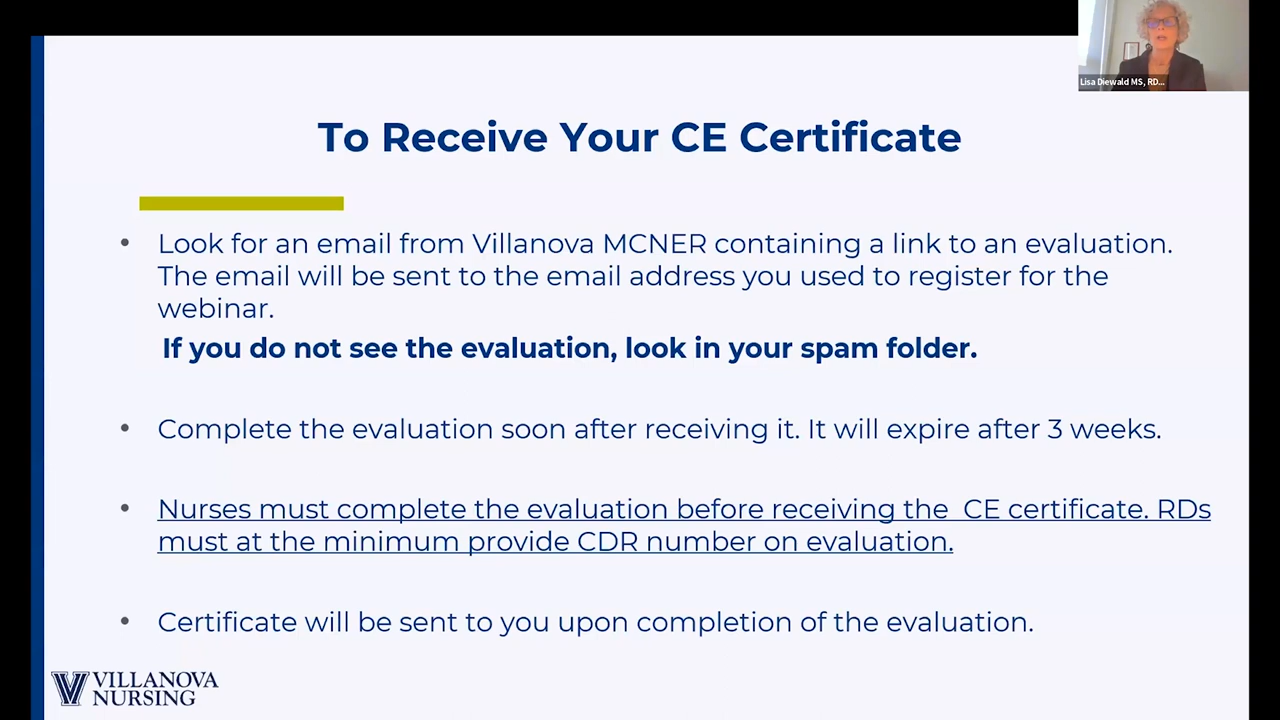 Lisa Diewald MS, RD...
To Receive Your CE Certificate
• Look for an email from Villanova MCNER containing a link to an evaluation.
The email will be sent to the email address you used to register for the
webinar.
If you do not see the evaluation, look in your spam folder.
• Complete the evaluation soon after receiving it. It will expire after 3 weeks.
• Nurses must complete the evaluation before receiving the  CE certificate. RDs
must at the minimum provide CDR number on evaluation.
• Certificate will be sent to you upon completion of the evaluation.
VILLANOVA
NURSING